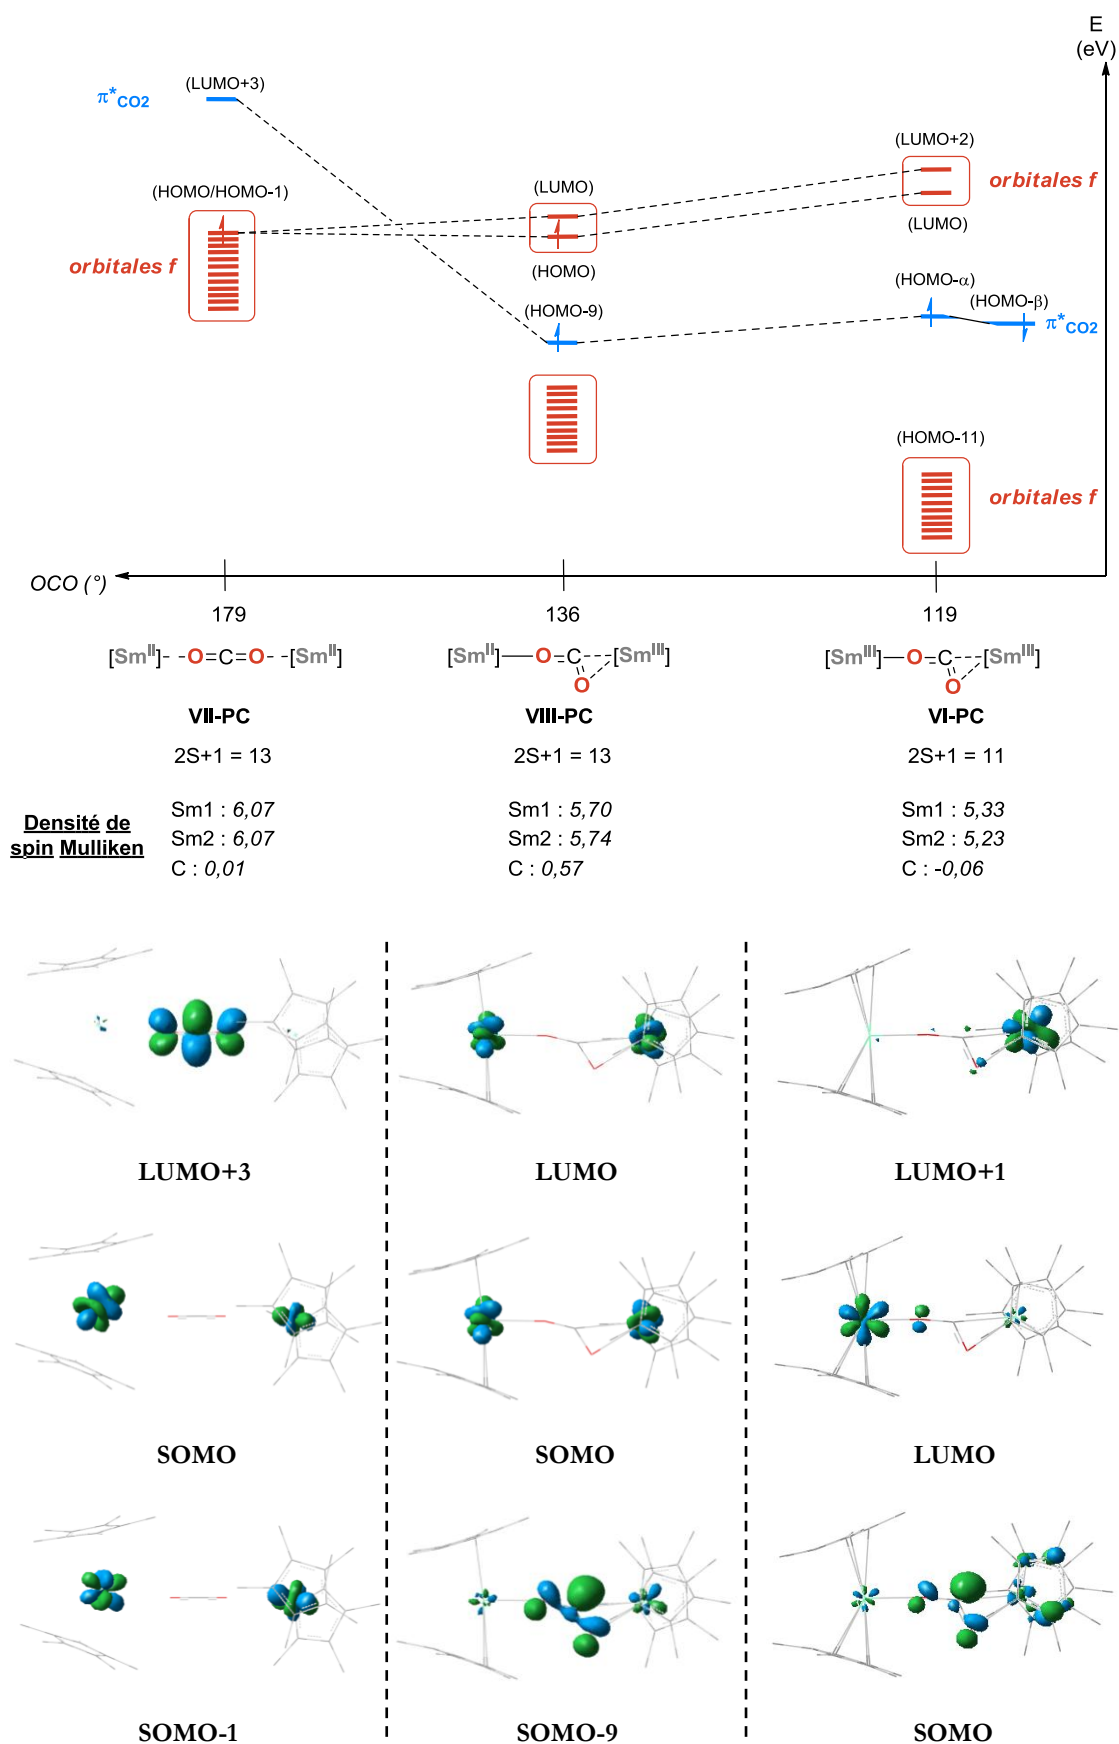 E
(eV)
(LUMO+3)
π*CO2
(LUMO+2)
orbitales f
(HOMO/HOMO-1)
(LUMO)
(LUMO)
orbitales f
(HOMO)
(HOMO-α)
(HOMO-β)
(HOMO-9)
π*CO2
(HOMO-11)
orbitales f
OCO (°)
179
136
119
[SmII]- -O=C=O- -[SmII]
[SmII]—O=C---[SmIII]
O
[SmIII]—O=C---[SmIII]
O
VII-PC
VIII-PC
VI-PC
2S+1 = 13
2S+1 = 13
2S+1 = 11
Densité de
spin Mulliken
Sm1 : 6,07
Sm2 : 6,07
C : 0,01
Sm1 : 5,70
Sm2 : 5,74
C : 0,57
Sm1 : 5,33
Sm2 : 5,23
C : -0,06
LUMO+3
LUMO
LUMO+1
SOMO
SOMO
LUMO
SOMO-1
SOMO-9
SOMO